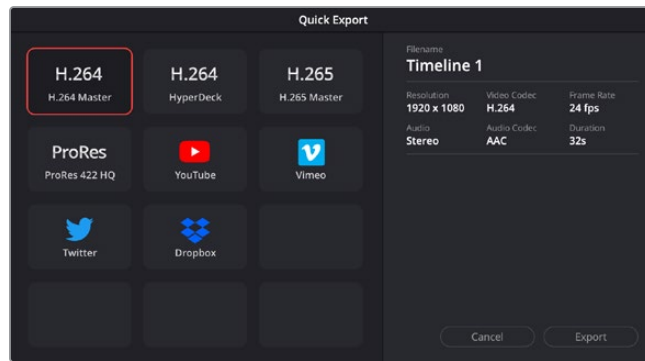 Quick Export
H.264
H.264 Master
H.264
HyperDeck
H.265
H.265 Master
ProRes
ProRes 422 HQ
YouTube
Vimeo
Twitter
Dropbox
Filename
Timeline 1
Resolution Video Codec Frame Rate
1920 x 1080 H.264 24 fps
Audio Audio Codec Duration
Stereo AAC 32s
Cancel Export